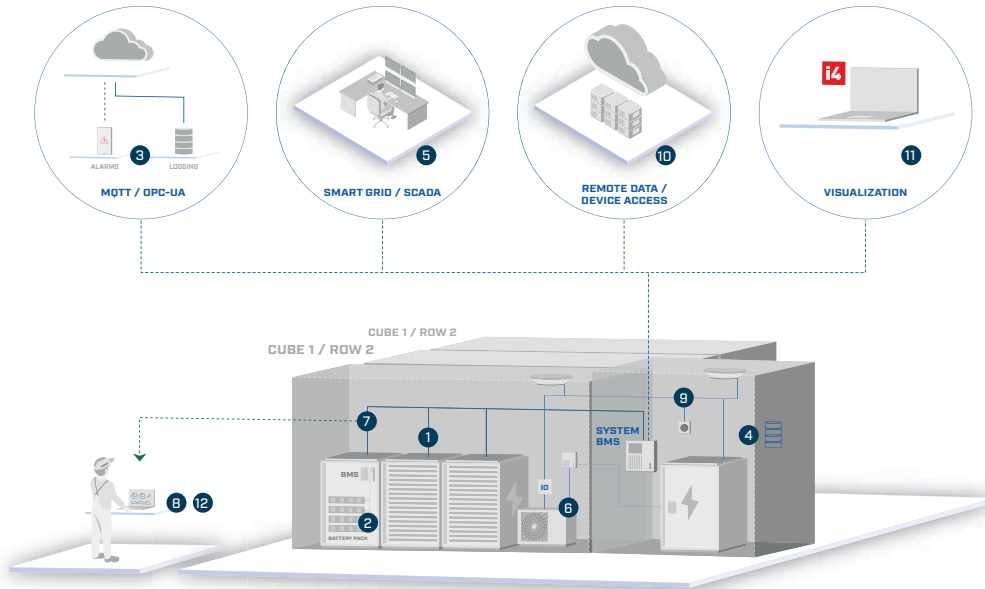 i4
ALARMS
3
LOGGING
5
10
11
MQTT / OPC-UA
SMART GRID / SCADA
REMOTE DATA /
DEVICE ACCESS
VISUALIZATION
CUBE 1 / ROW 2
CUBE 1 / ROW 2
9
7
1
SYSTEM
BMS
4
BMS
IO
8
12
2
6
BATTERY PACK